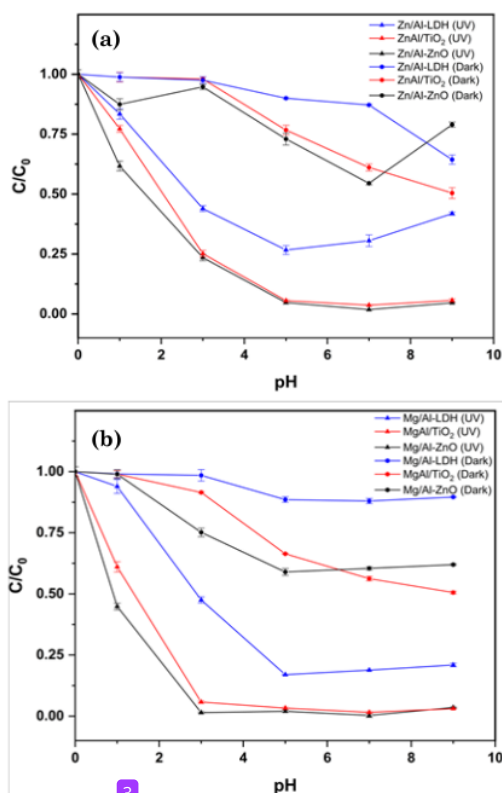 (a)
Zn/Al-LDH (UV)
ZnAl/TiO₂ (UV)
Zn/Al-ZnO (UV)
Zn/Al-LDH (Dark)
ZnAl/TiO₂ (Dark)
Zn/Al-ZnO (Dark)
1.00
0.75
0.50
0.25
0.00
C/C₀
0 2 4 6 8 10
pH
(b)
Mg/Al-LDH (UV)
MgAl/TiO₂ (UV)
Mg/Al-ZnO (UV)
Mg/Al-LDH (Dark)
MgAl/TiO₂ (Dark)
Mg/Al-ZnO (Dark)
1.00
0.75
0.50
0.25
0.00
C/C₀
0 2 4 6 8 10
pH